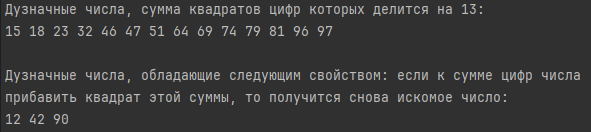 Дузначные числа, сумма квадратов цифр которых делится на 13:
15 18 23 32 46 47 51 64 69 74 79 81 96 97
Дузначные числа, обладающие следующим свойством: если к сумме цифр числа
прибавить квадрат этой суммы, то получится снова искомое число:
12 42 90